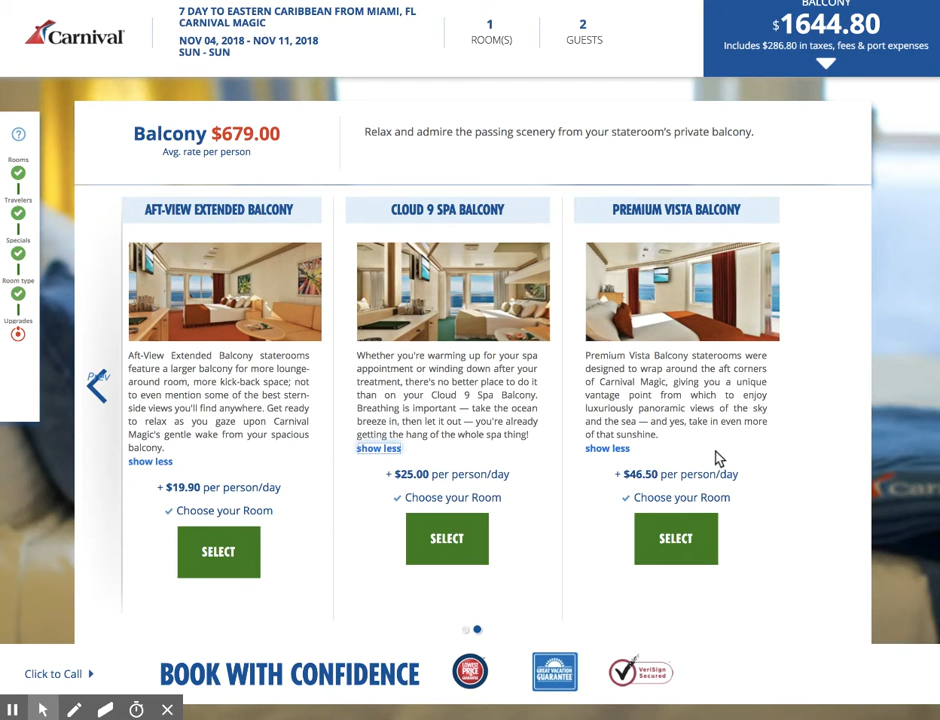 Carnival
7 DAY TO EASTERN CARIBBEAN FROM MIAMI, FL
CARNIVAL MAGIC
NOV 04, 2018 - NOV 11, 2018
SUN - SUN
1
ROOM(S)
2
GUESTS
BALCONY
$1644.80
Includes $286.80 in taxes, fees & port expenses
?
Rooms
Travelers
Specials
Room type
Upgrades
Balcony $679.00
Avg. rate per person
Relax and admire the passing scenery from your stateroom's private balcony.
Prev
AFT-VIEW EXTENDED BALCONY
Aft-View Extended Balcony staterooms
feature a larger balcony for more lounge-
around room, more kick-back space; not
to even mention some of the best stern-
side views you'll find anywhere. Get ready
to relax as you gaze upon Carnival
Magic's gentle wake from your spacious
balcony.
show less
+ $19.90 per person/day
Choose your Room
SELECT
CLOUD 9 SPA BALCONY
Whether you're warming up for your spa
appointment or winding down after your
treatment, there's no better place to do it
than on your Cloud 9 Spa Balcony.
Breathing is important — take the ocean
breeze in, then let it out — you're already
getting the hang of the whole spa thing!
show less
+ $25.00 per person/day
Choose your Room
SELECT
PREMIUM VISTA BALCONY
Premium Vista Balcony staterooms were
designed to wrap around the aft corners
of Carnival Magic, giving you a unique
vantage point from which to enjoy
luxuriously panoramic views of the sky
and the sea — and yes, take in even more
of that sunshine.
show less
+ $46.50 per person/day
Choose your Room
SELECT
Click to Call
BOOK WITH CONFIDENCE
LOWEST
PRICE
GUARANTEE
GREAT VACATION
GUARANTEE
VeriSign
Secured